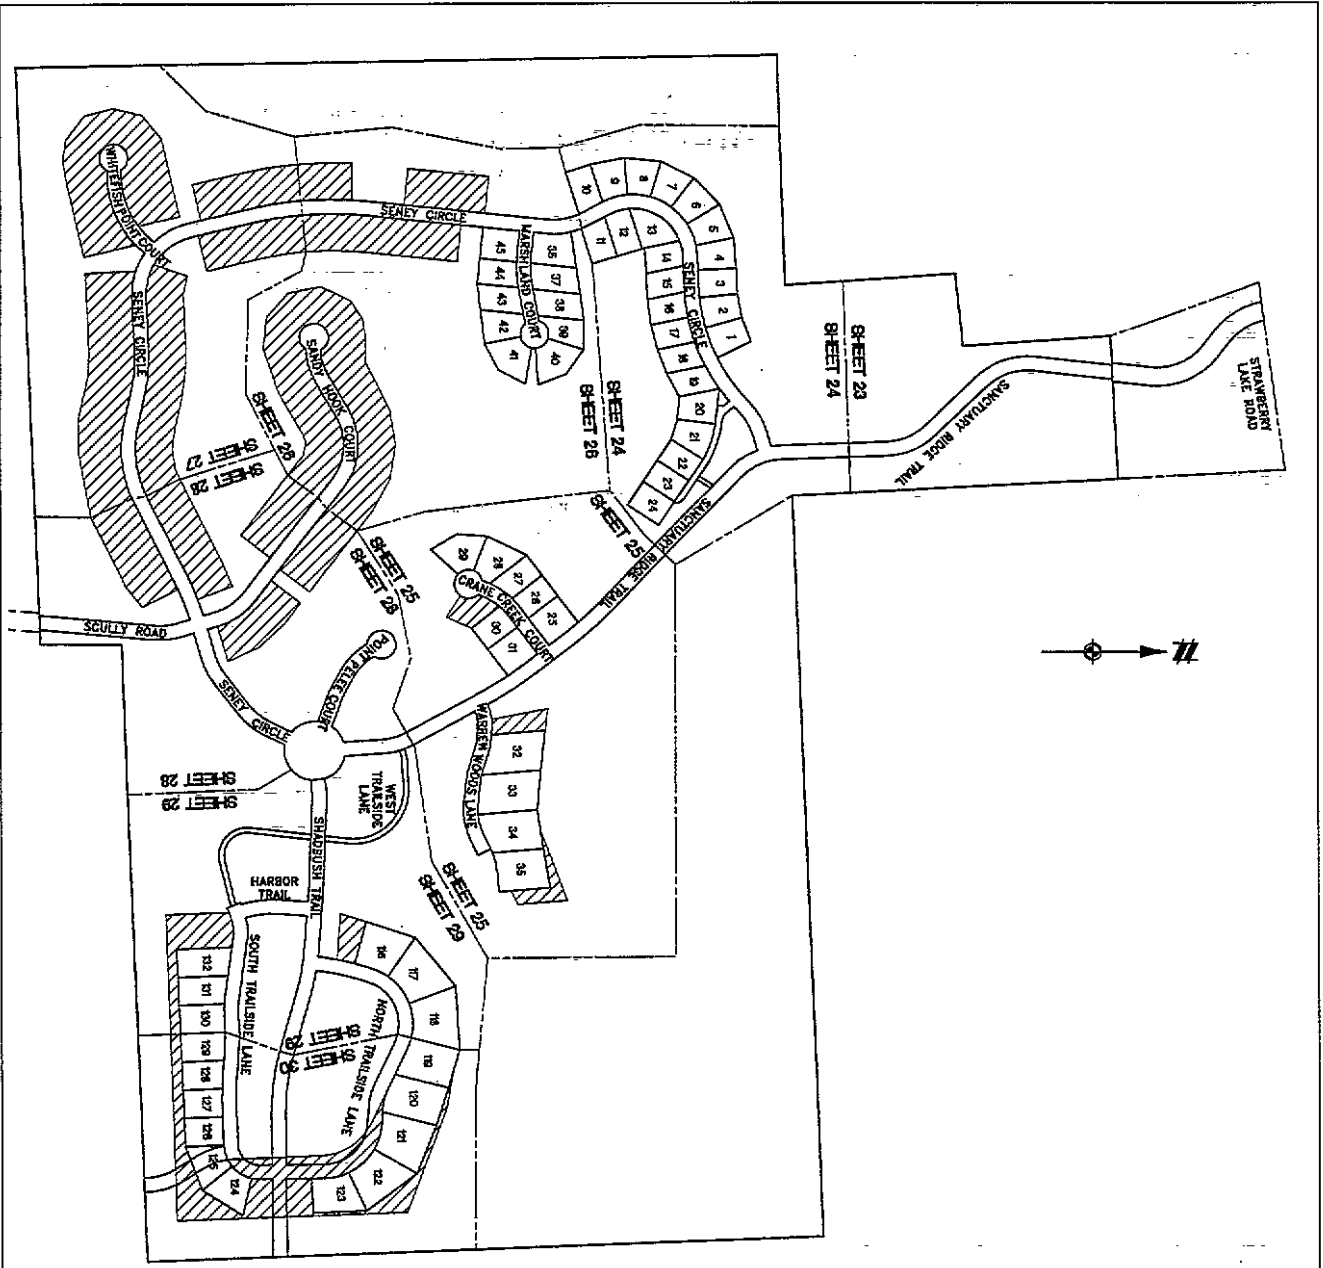 WHITEFISH POINT COURT
SENEY CIRCLE
MARSHLAND COURT
SENEY CIRCLE
SENEY CIRCLE
SANDY HOOK COURT
10
9
8
7
6
5
4
3
2
1
11
12
13
14
15
16
17
18
19
20
21
22
23
24
45
44
43
42
41
37
38
39
40
SHEET 23
SHEET 24
STRAWBERRY
LAKE ROAD
SANCTUARY RIDGE TRAIL
SHEET 24
SHEET 26
SHEET 26
SHEET 27
SHEET 28
SHEET 25
SANCTUARY RIDGE TRAIL
SHEET 25
SHEET 28
29
28
27
26
CRANE CREEK COURT
30
SCULLY ROAD
POINT PELEE COURT
SENEY CIRCLE
N
WARREN WOODS LANE
32
33
34
35
SHEET 28
SHEET 29
WEST
TRAILSIDE
LANE
SHADBUSH TRAIL
HARBOR
TRAIL
SHEET 25
SHEET 29
SOUTH TRAILSIDE LANE
NORTH TRAILSIDE LANE
116
117
118
119
120
121
122
123
124
125
126
127
128
129
130
131
132
SHEET 29
SHEET 30